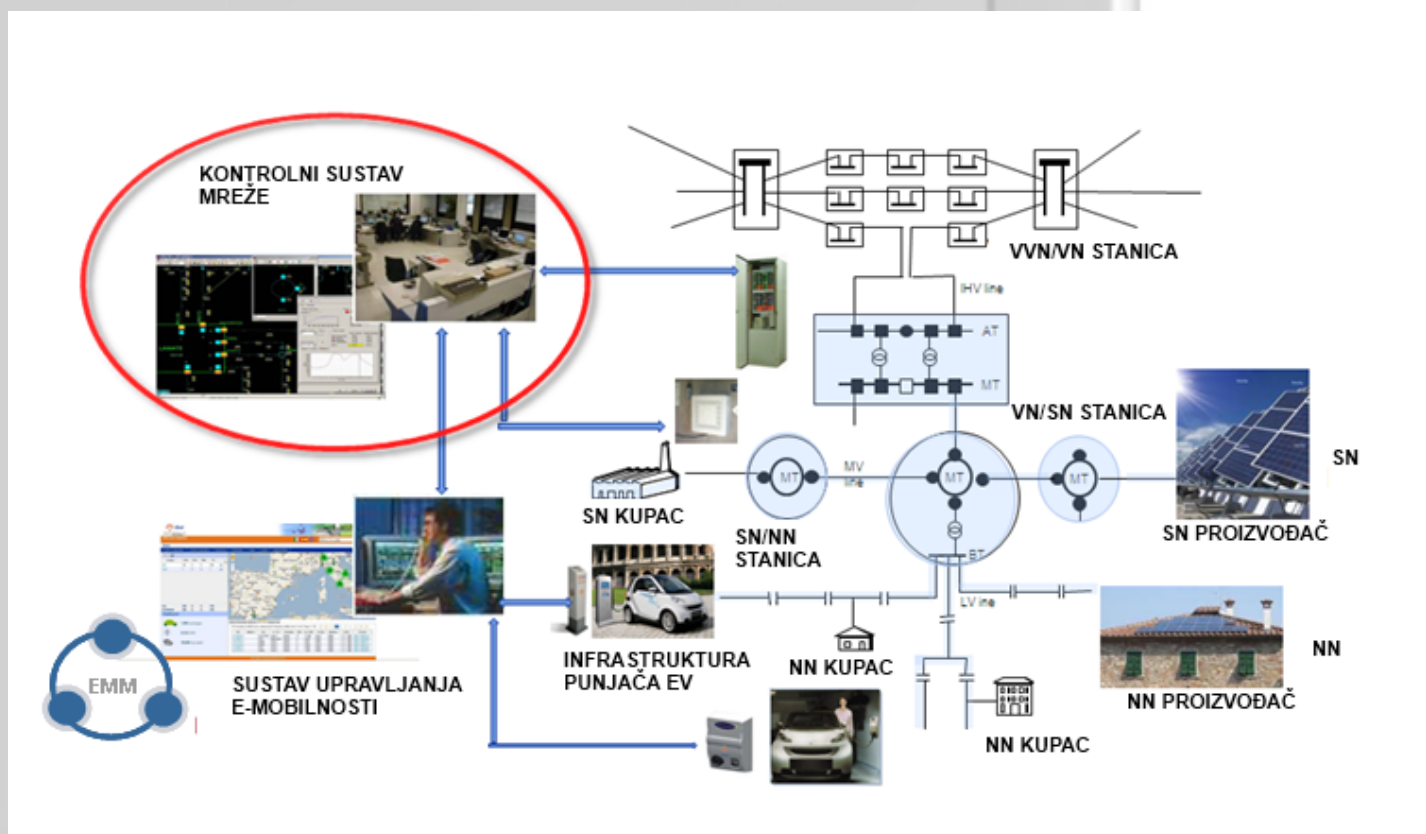 KONTROLNI SUSTAV
MREŽE
VVN/VN STANICA
IHV line
AT
MT
VN/SN STANICA
SN
MV
line
MT
MT
MT
SN KUPAC
SN/NN
STANICA
SN PROIZVOĐAČ
BT
LV line
INFRASTRUKTURA
PUNJAČA EV
NN KUPAC
NN
NN PROIZVOĐAČ
EMM
SUSTAV UPRAVLJANJA
E-MOBILNOSTI
NN KUPAC